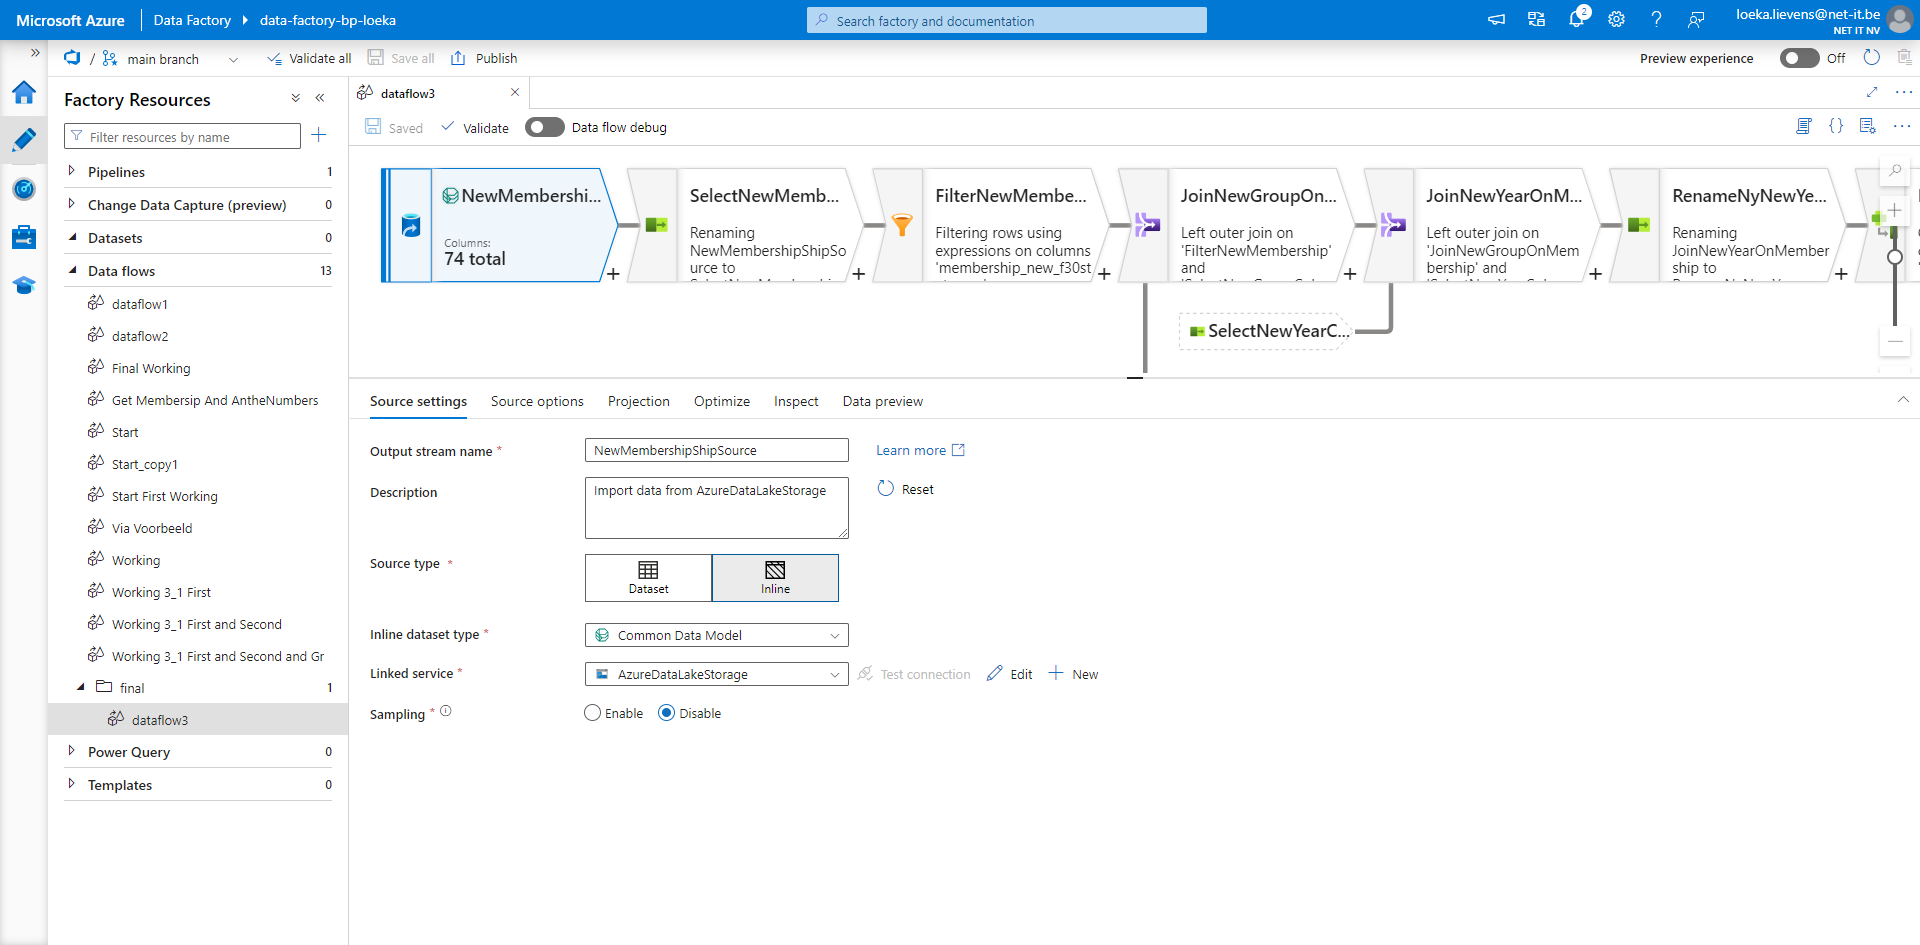 Microsoft Azure
Data Factory
data-factory-bp-loeka
Search factory and documentation
2
loeka.lievens@net-it.be
NET IT NV
/
main branch
Validate all
Save all
Publish
Preview experience
Off
Factory Resources
Filter resources by name
Pipelines 1
Change Data Capture (preview) 0
Datasets 0
Data flows 13
dataflow1
dataflow2
Final Working
Get Membersip And AntheNumbers
Start
Start_copy1
Start First Working
Via Voorbeeld
Working
Working 3_1 First
Working 3_1 First and Second
Working 3_1 First and Second and Gr
final 1
dataflow3
Power Query 0
Templates 0
dataflow3
Saved
Validate
Data flow debug
NewMembershi...
Columns:
74 total
SelectNewMemb...
Renaming
NewMembershipShipSo
urce to
FilterNewMembe...
Filtering rows using
expressions on columns
'membership_new_f30st
JoinNewGroupOn...
Left outer join on
'FilterNewMembership'
and
JoinNewYearOnM...
Left outer join on
'JoinNewGroupOnMem
bership' and
RenameNyNewYe...
Renaming
JoinNewYearOnMember
ship to
SelectNewYearC...
Source settings
Source options
Projection
Optimize
Inspect
Data preview
Output stream name *
NewMembershipShipSource
Learn more
Description
Import data from AzureDataLakeStorage
Reset
Source type *
Dataset
Inline
Inline dataset type *
Common Data Model
Linked service *
AzureDataLakeStorage
Test connection
Edit
New
Sampling *
Enable
Disable